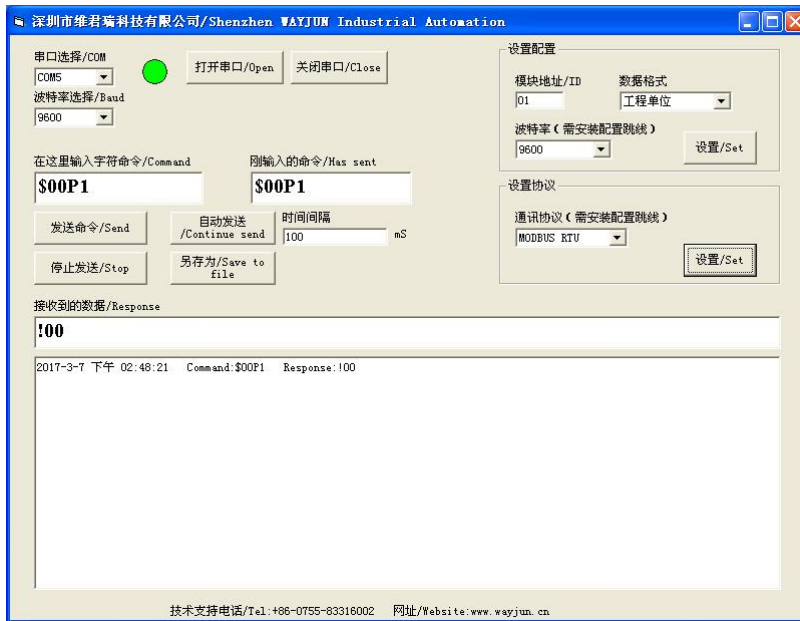 深圳市维君瑞科技有限公司/Shenzhen WAYJUN Industrial Automation
串口选择/COM
COM5
打开串口/Open
关闭串口/Close
波特率选择/Baud
9600
设置配置
模块地址/ID
数据格式
01
工程单位
波特率(需安装配置跳线)
9600
设置/Set
在这里输入字符命令/Command
刚输入的命令/Has sent
$00P1
$00P1
发送命令/Send
自动发送
/Continue send
时间间隔
100
mS
停止发送/Stop
另存为/Save to
file
设置协议
通讯协议(需安装配置跳线)
MODBUS RTU
设置/Set
接收到的数据/Response
!00
2017-3-7 下午 02:48:21 Command:$00P1 Response:!00
技术支持电话/Tel:+86-0755-83316002 网址/Website:www.wayjun.cn